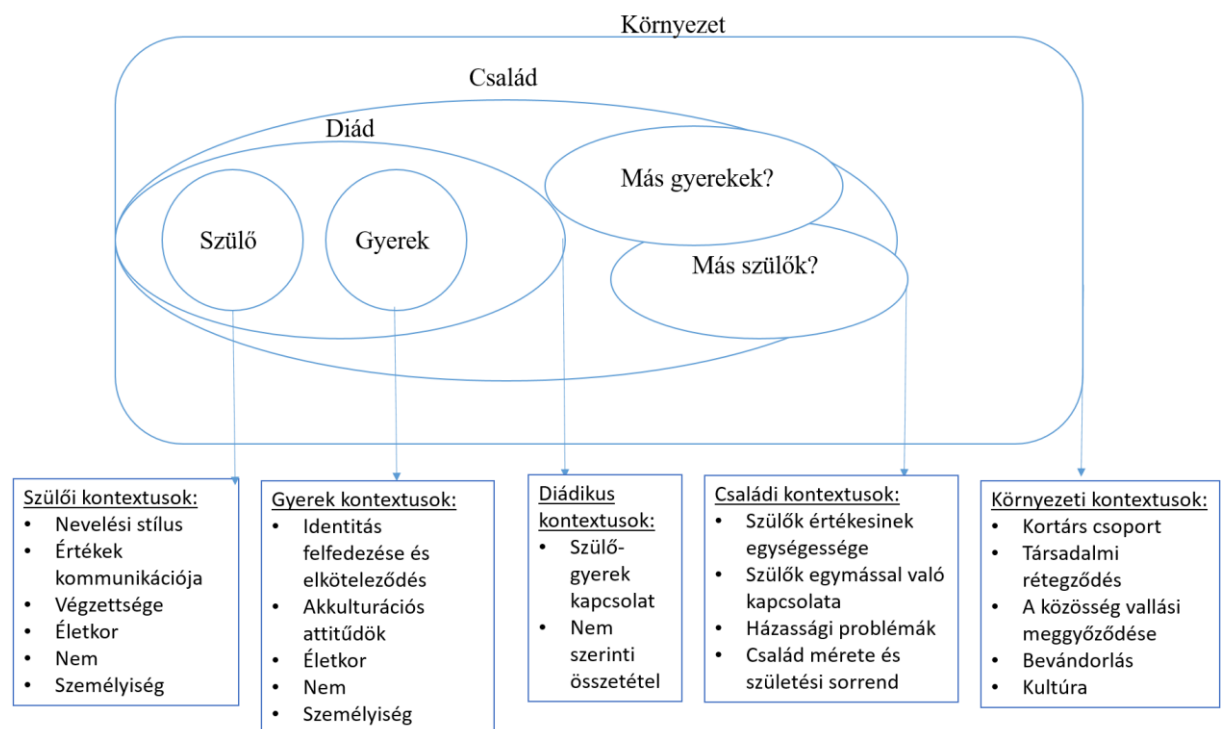 Környezet
Család
Diád
Más gyerekek?
Szülő
Gyerek
Más szülők?
Szülői kontextusok:
• Nevelési stílus
• Értékek
kommunikációja
• Végzettsége
• Életkor
• Nem
• Személyiség
Gyerek kontextusok:
• Identitás
felfedezése és
elköteleződés
• Akkulturációs
attitűdök
• Életkor
• Nem
• Személyiség
Diádikus
kontextusok:
• Szülő-
gyerek
kapcsolat
• Nem
szerinti
összetétel
Családi kontextusok:
• Szülők értékesinek
egységessége
• Szülők egymással való
kapcsolata
• Házassági problémák
• Család mérete és
születési sorrend
Környezeti kontextusok:
• Kortárs csoport
• Társadalmi
rétegződés
• A közösség vallási
meggyőződése
• Bevándorlás
• Kultúra